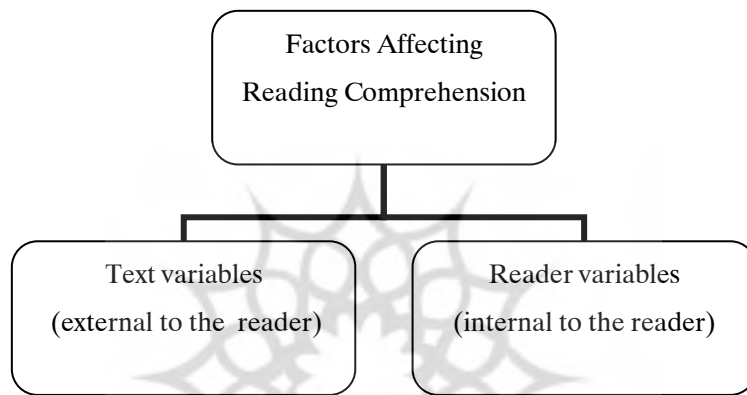 Factors Affecting
Reading Comprehension
Text variables
(external to the reader)
Reader variables
(internal to the reader)